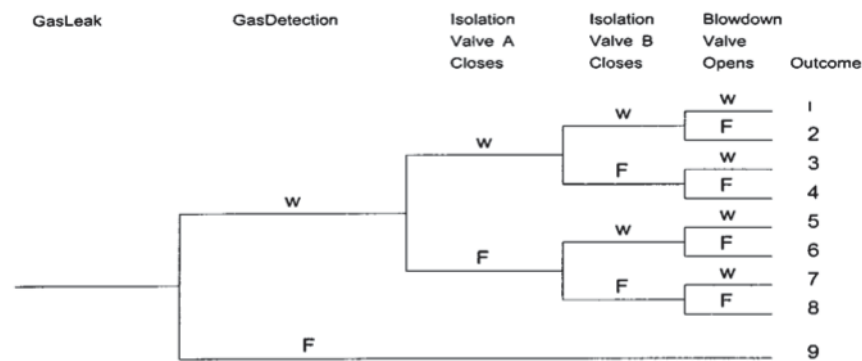 GasLeak GasDetection Isolation Isolation Blowdown
Valve A Valve B Valve
Closes Closes Opens Outcome
W 1
W
F 2
W
W 3
F
F 4
W
W 5
W
F 6
F
W 7
F
F 8
F 9